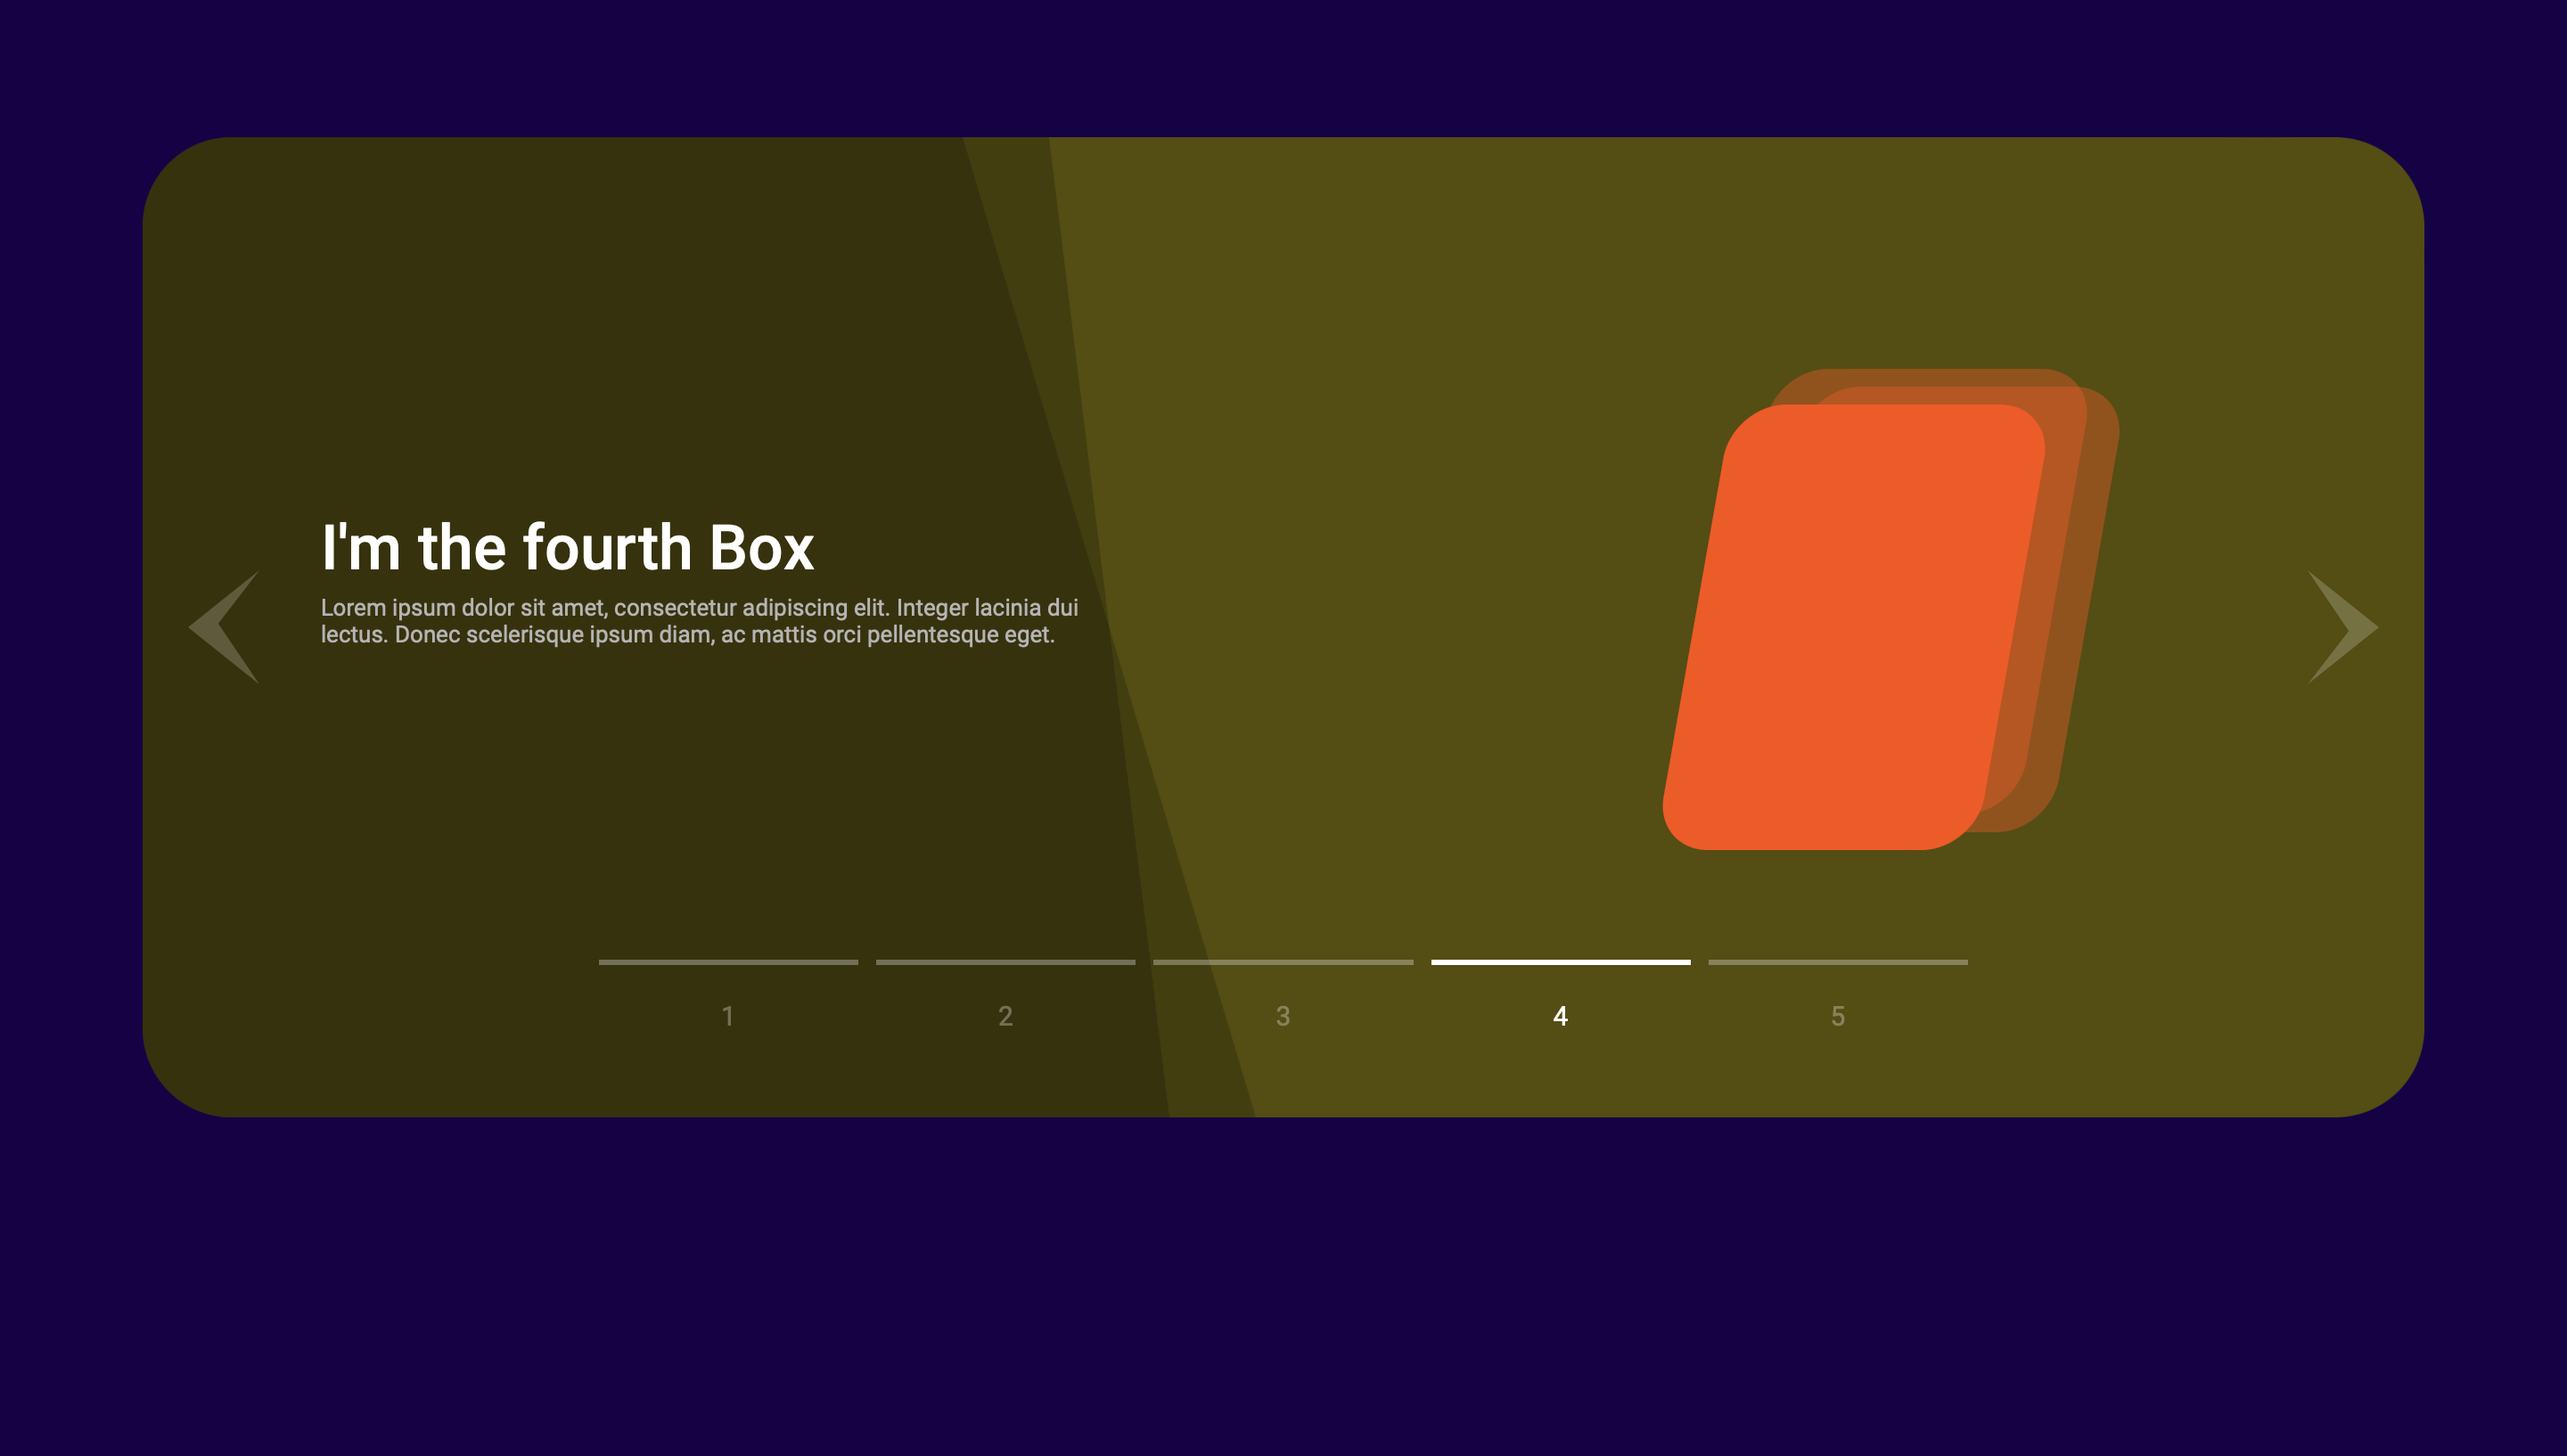 I'm the fourth Box
Lorem ipsum dolor sit amet, consectetur adipiscing elit. Integer lacinia dui
lectus. Donec scelerisque ipsum diam, ac mattis orci pellentesque eget.
1 2 3 4 5